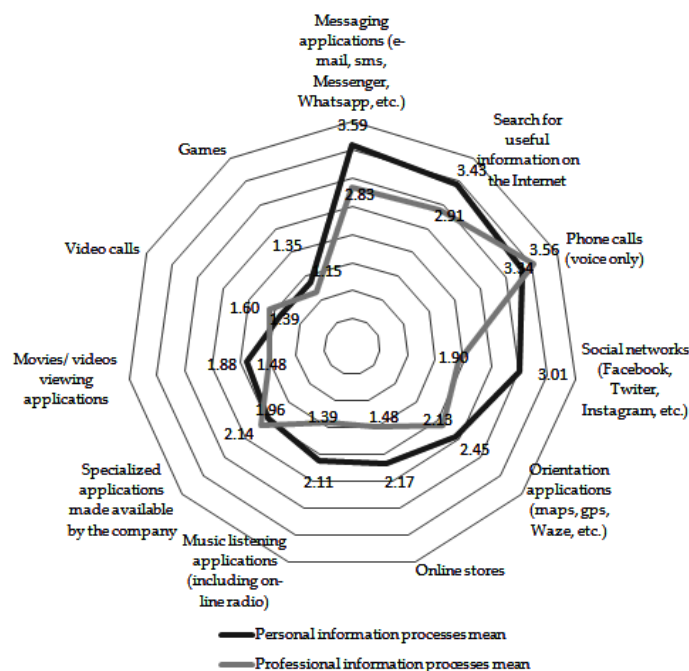 Messaging
applications (e-
mail, sms,
Messenger,
Whatsapp, etc.)
3.59
Search for
useful
information on
the Internet
3.43
Games
2.83
2.91
Phone calls
(voice only)
3.56
3.34
1.35
1.15
Video calls
1.60
1.39
Social networks
(Facebook,
Twiter,
Instagram, etc.)
3.01
1.90
Movies/ videos
viewing
applications
1.88
1.48
1.96
2.14
1.39
1.48
2.13
2.45
2.11
2.17
Specialized
applications
made available
by the company
Orientation
applications
(maps, gps,
Waze, etc.)
Music listening
applications
(including on-
line radio)
Online stores
Personal information processes mean
Professional information processes mean